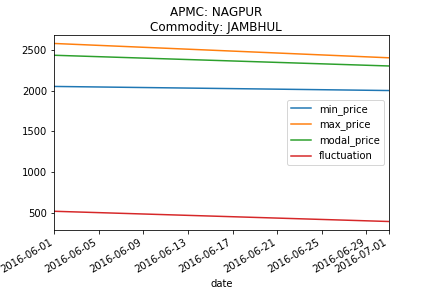 APMC: NAGPUR
Commodity: JAMBHUL
2500
2000
1500
1000
500
min_price
max_price
modal_price
fluctuation
2016-06-01
2016-06-05
2016-06-09
2016-06-13
2016-06-17
2016-06-21
2016-06-25
2016-06-29
2016-07-01
date